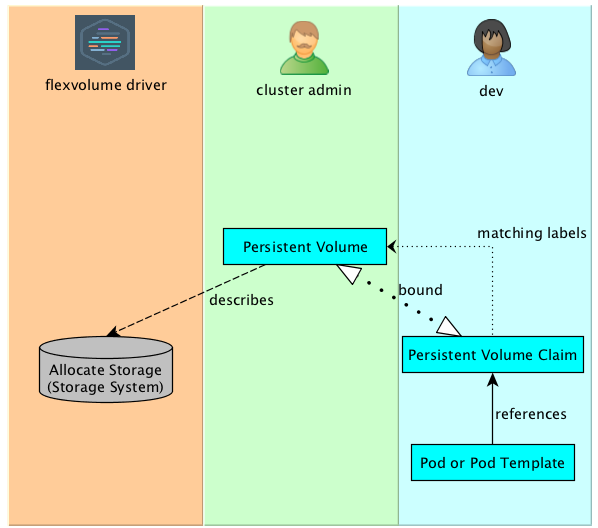 flexvolume driver
cluster admin
dev
matching labels
Persistent Volume
bound
describes
Persistent Volume Claim
Allocate Storage
(Storage System)
references
Pod or Pod Template